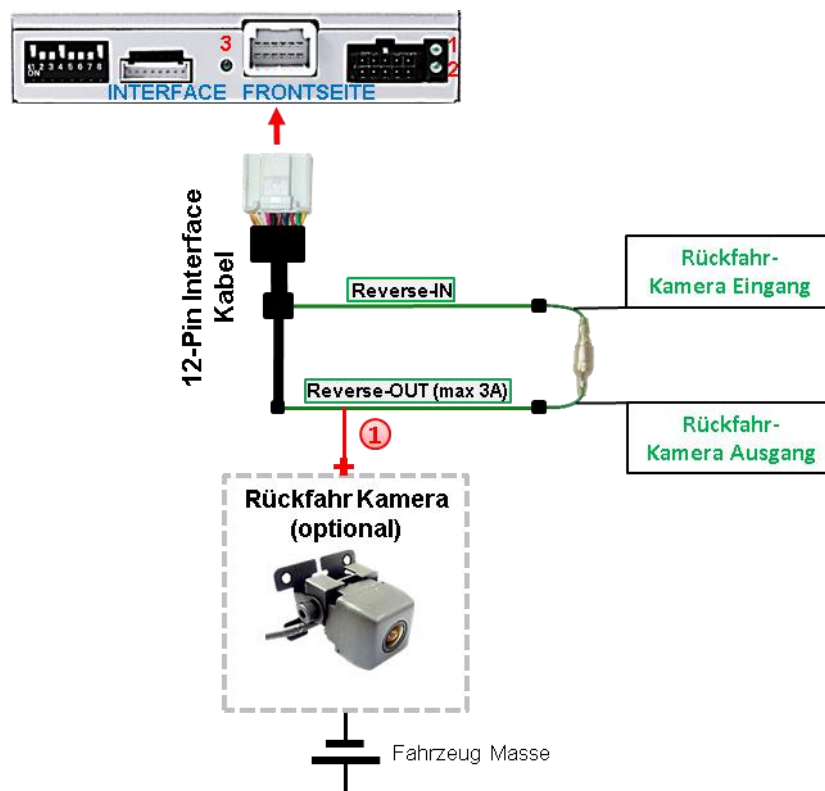 3
1
1 2 3 4 5 6 7 8
ON
2
INTERFACE FRONTSEITE
12-Pin Interface
Kabel
Reverse-IN
Rückfahr-
Kamera Eingang
Reverse-OUT (max 3A)
Rückfahr-
Kamera Ausgang
1
+
Rückfahr Kamera
(optional)
Fahrzeug Masse